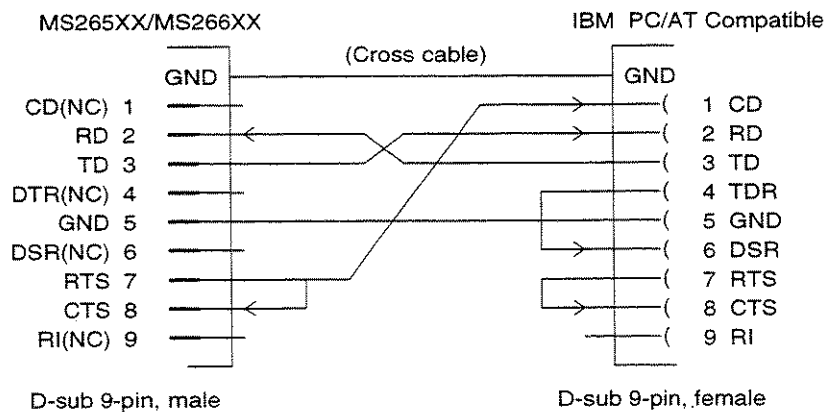 MS265XX/MS266XX IBM PC/AT Compatible
(Cross cable)
GND GND
CD(NC) 1 1 CD
RD 2 2 RD
TD 3 3 TD
DTR(NC) 4 4 TDR
GND 5 5 GND
DSR(NC) 6 6 DSR
RTS 7 7 RTS
CTS 8 8 CTS
RI(NC) 9 9 RI
D-sub 9-pin, male D-sub 9-pin, female